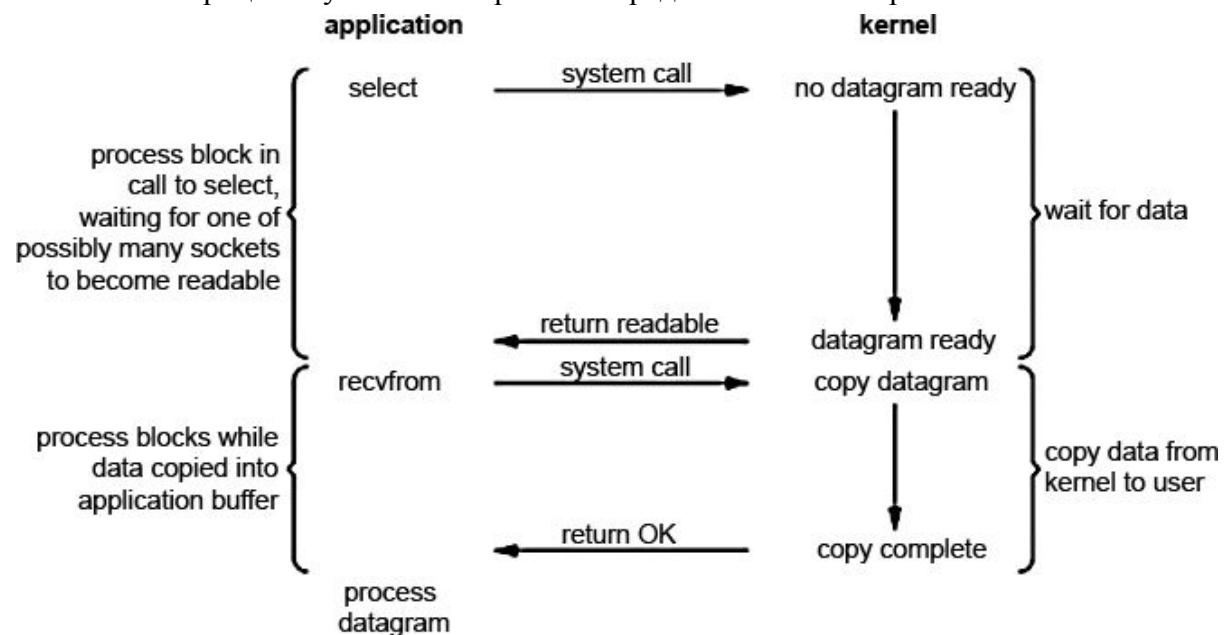 application kernel
select system call no datagram ready
process block in
call to select,
waiting for one of
possibly many sockets
to become readable
wait for data
return readable datagram ready
recvfrom system call copy datagram
process blocks while
data copied into
application buffer
copy data from
kernel to user
return OK copy complete
process
datagram